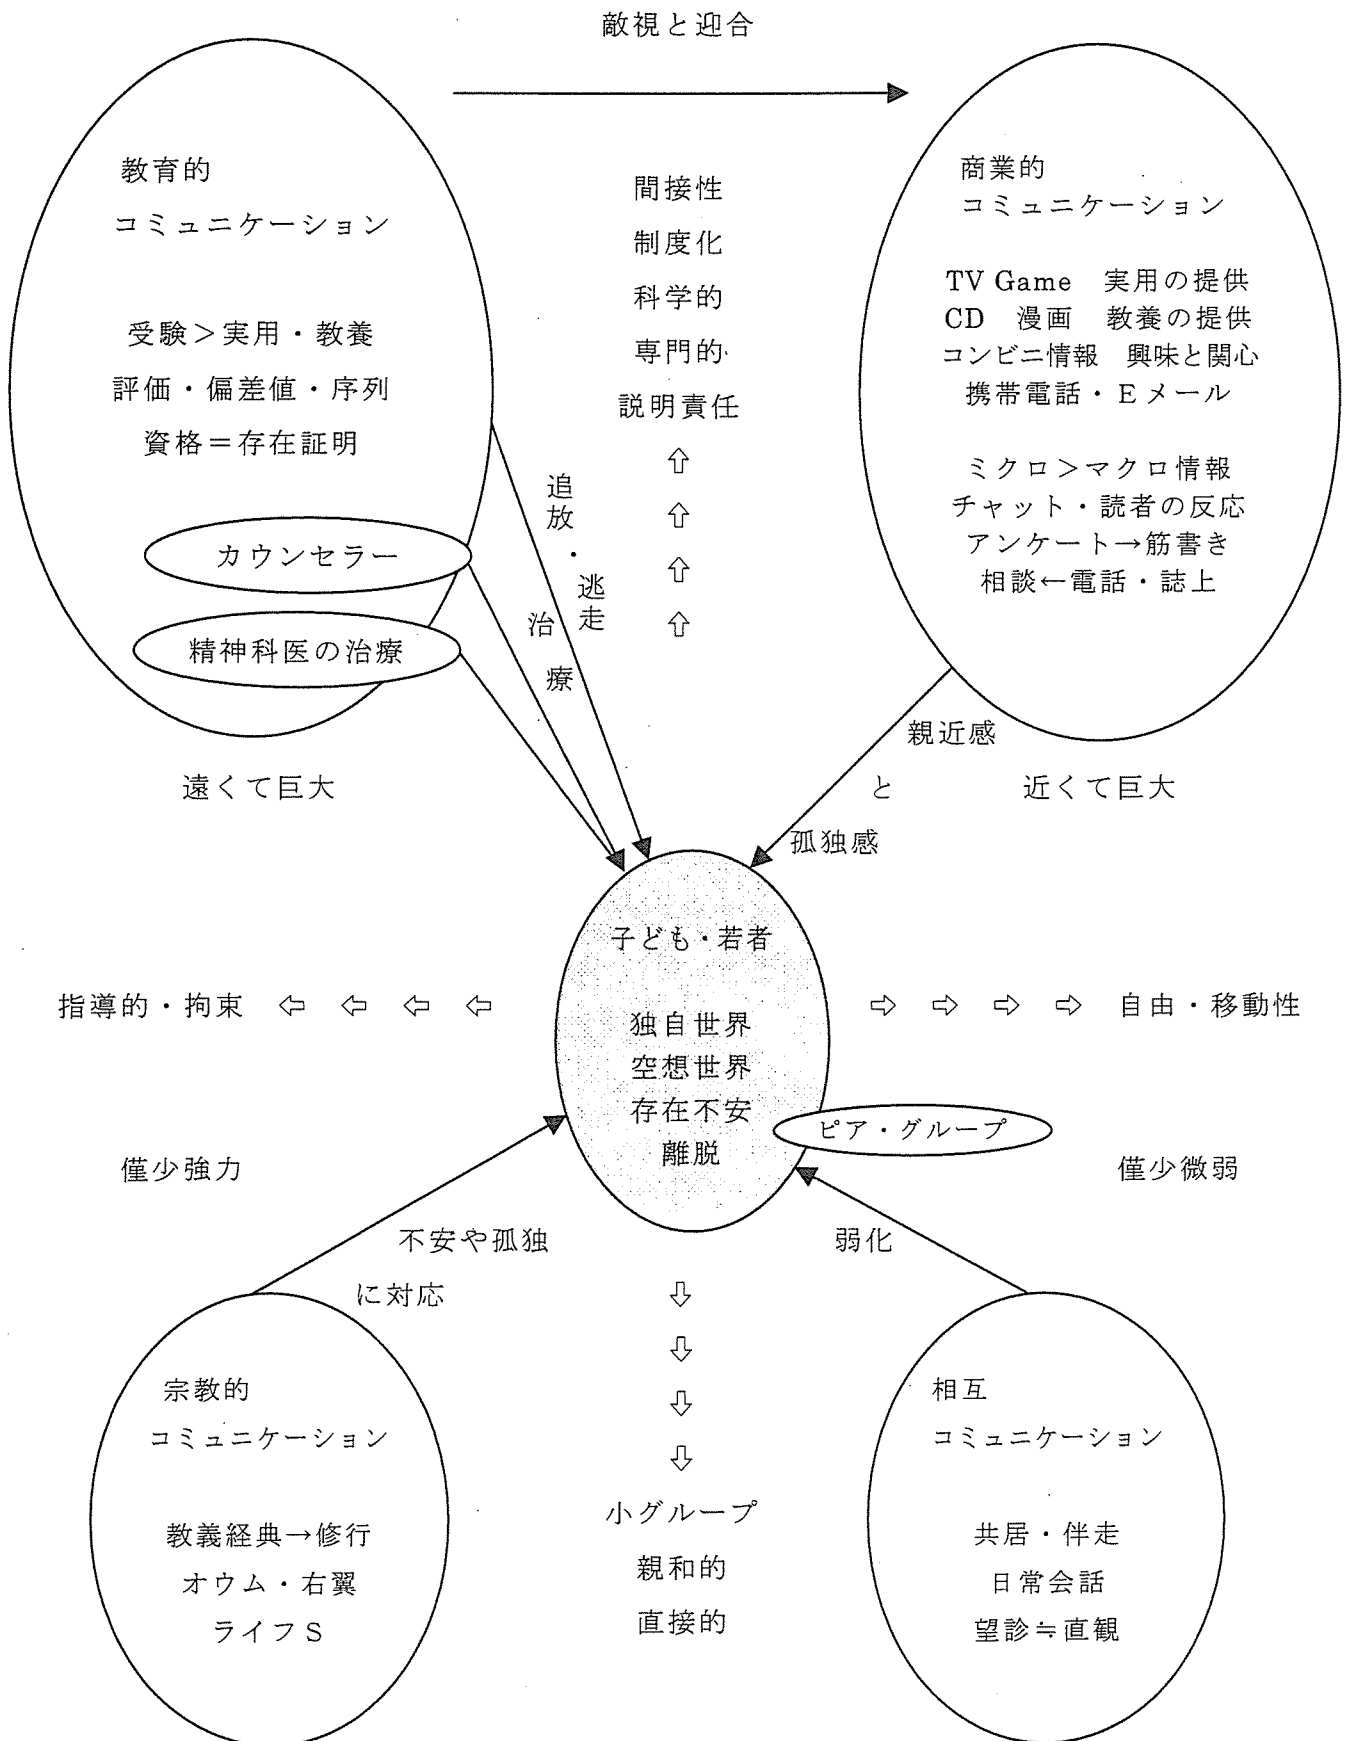 敵視と迎合
教育的
コミュニケーション
受験＞実用・教養
評価・偏差値・序列
資格＝存在証明
カウンセラー
精神科医の治療
遠くて巨大
間接性
制度化
科学的
専門的
説明責任
⇧
⇧
⇧
⇧
追放・逃走
治療
商業的
コミュニケーション
TV Game　実用の提供
CD　漫画　教養の提供
コンビニ情報　興味と関心
携帯電話・Eメール
ミクロ＞マクロ情報
チャット・読者の反応
アンケート→筋書き
相談←電話・誌上
親近感
と
孤独感
近くて巨大
子ども・若者
独自世界
空想世界
存在不安
離脱
指導的・拘束 ⇦ ⇦ ⇦ ⇦
⇨ ⇨ ⇨ ⇨ 自由・移動性
ピア・グループ
僅少強力
僅少微弱
不安や孤独
に対応
弱化
⇩
⇩
⇩
⇩
小グループ
親和的
直接的
宗教的
コミュニケーション
教義経典→修行
オウム・右翼
ライフS
相互
コミュニケーション
共居・伴走
日常会話
望診≒直観